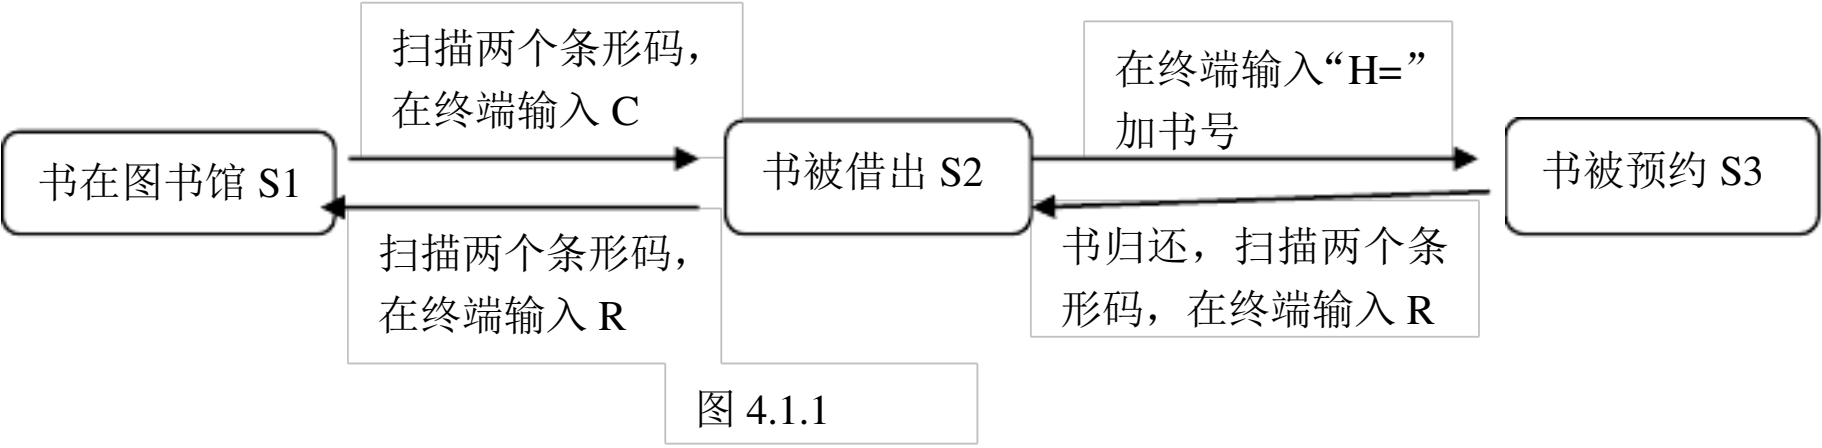 扫描两个条形码，
在终端输入 C
在终端输入“H=”
加书号
书在图书馆 S1
书被借出 S2
书被预约 S3
扫描两个条形码，
在终端输入 R
书归还，扫描两个条
形码，在终端输入 R
图 4.1.1